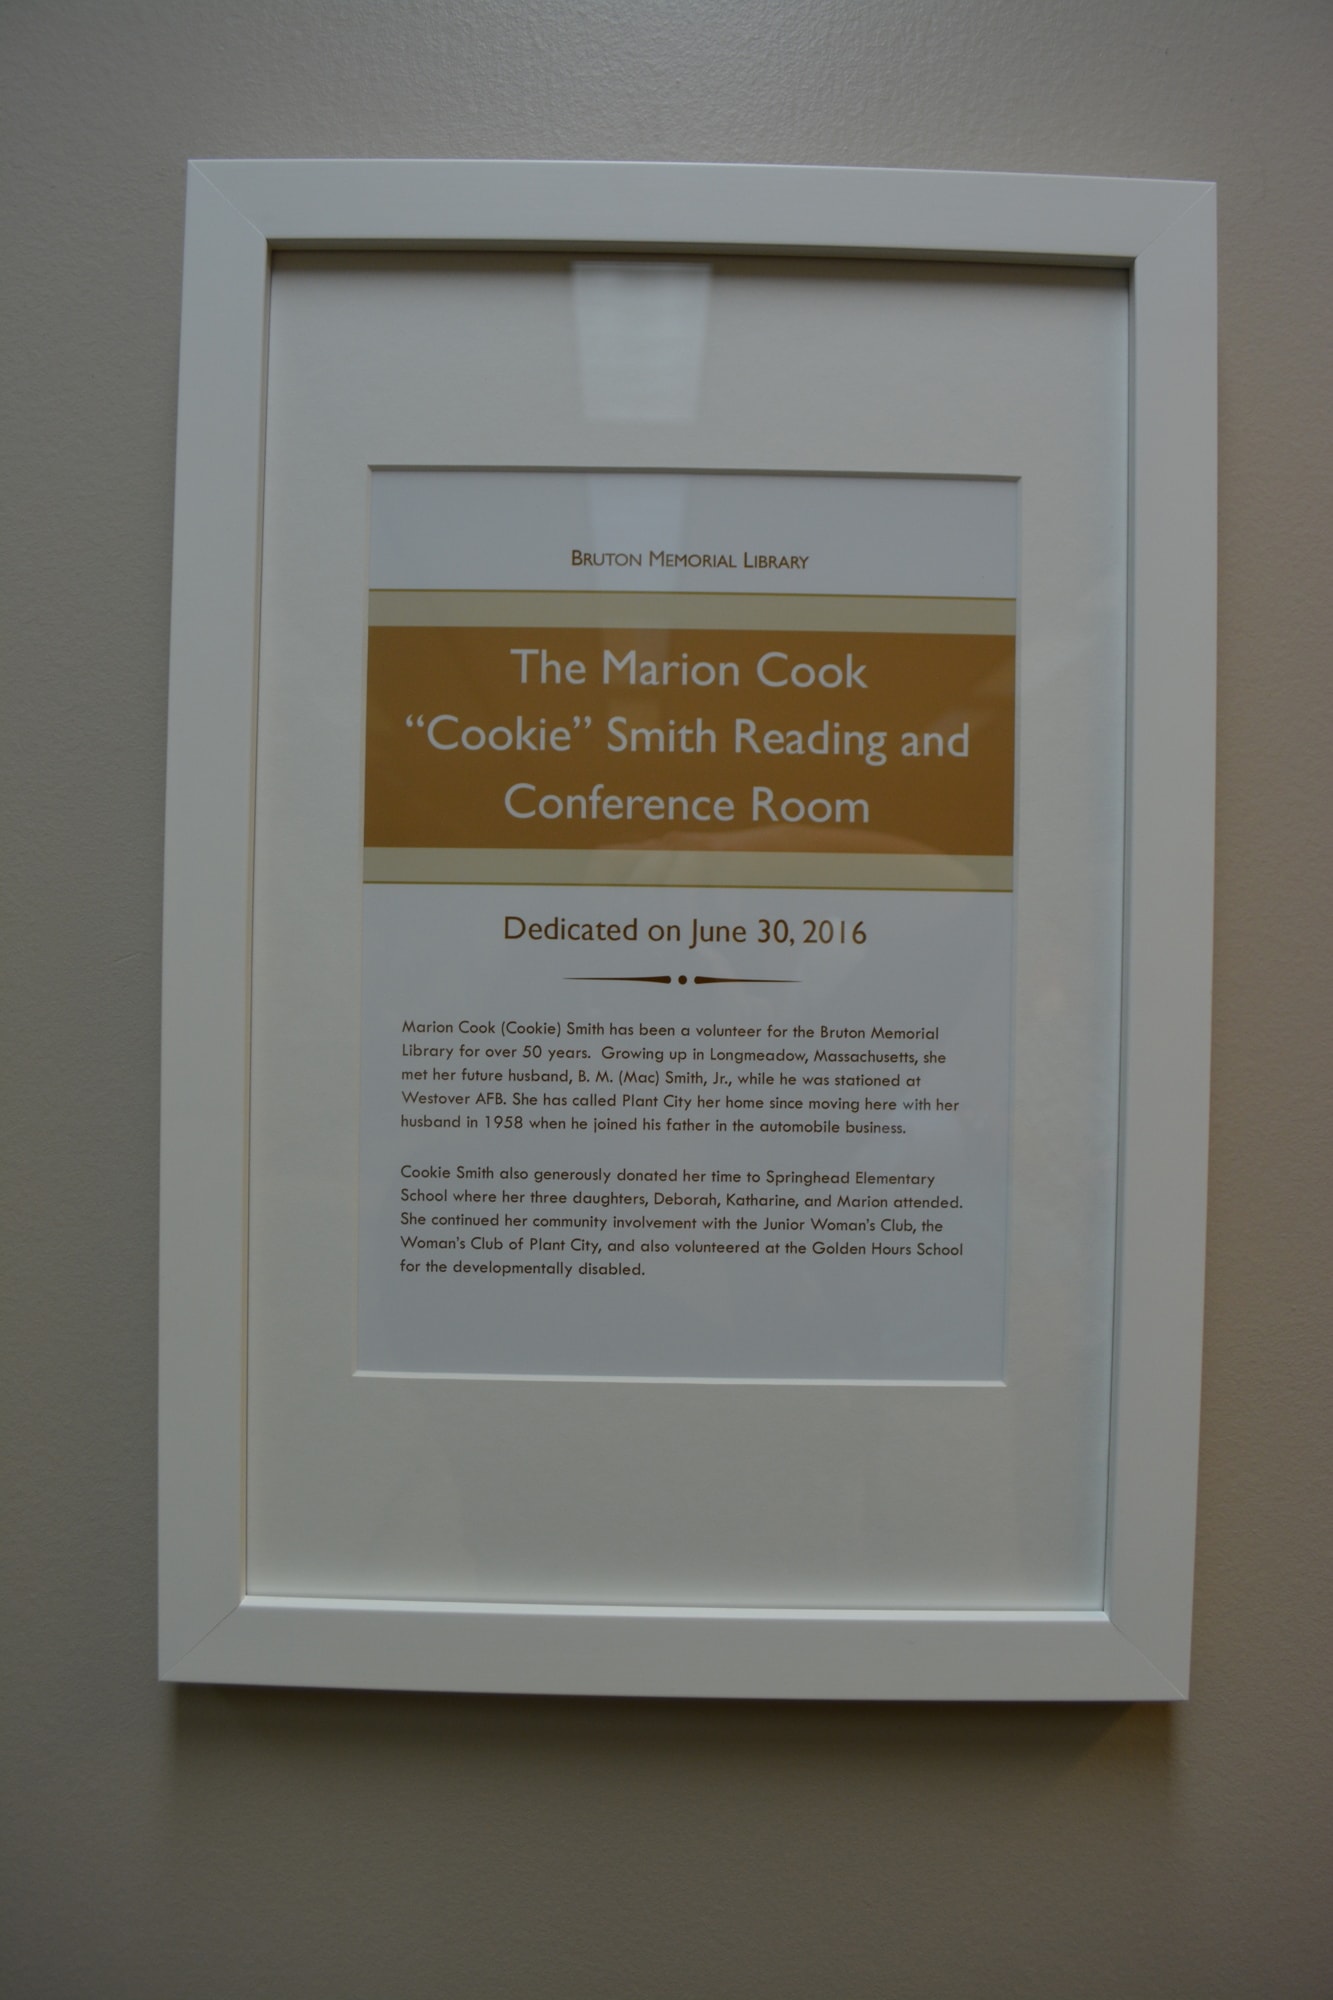 Bruton Memorial Library
The Marion Cook
“Cookie” Smith Reading and
Conference Room
Dedicated on June 30, 2016
Marion Cook (Cookie) Smith has been a volunteer for the Bruton Memorial
Library for over 50 years. Growing up in Longmeadow, Massachusetts, she
met her future husband, B. M. (Mac) Smith, Jr., while he was stationed at
Westover AFB. She has called Plant City her home since moving here with her
husband in 1958 when he joined his father in the automobile business.
Cookie Smith also generously donated her time to Springhead Elementary
School where her three daughters, Deborah, Katharine, and Marion attended.
She continued her community involvement with the Junior Woman’s Club, the
Woman’s Club of Plant City, and also volunteered at the Golden Hours School
for the developmentally disabled.